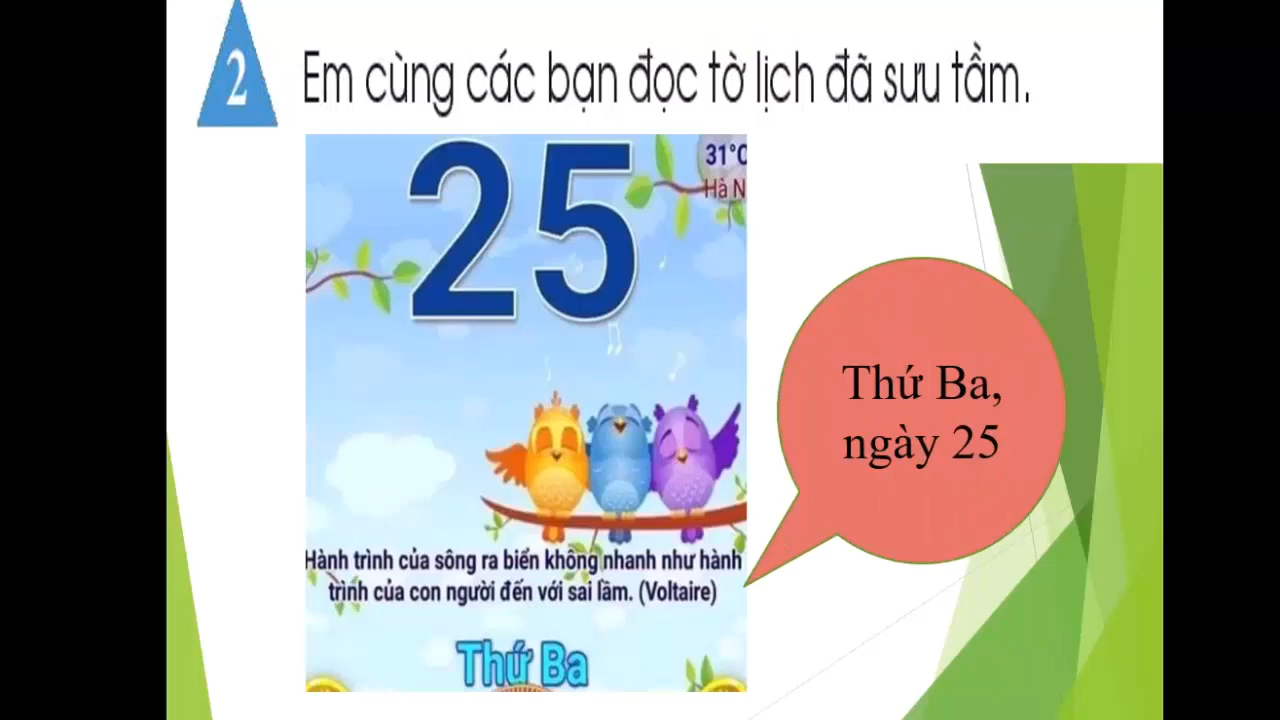 2
Em cùng các bạn đọc tờ lịch đã sưu tầm.
25
31°C
Hà N
Thứ Ba,
ngày 25
Hành trình của sông ra biển không nhanh như hành
trình của con người đến với sai lầm. (Voltaire)
Thứ Ba